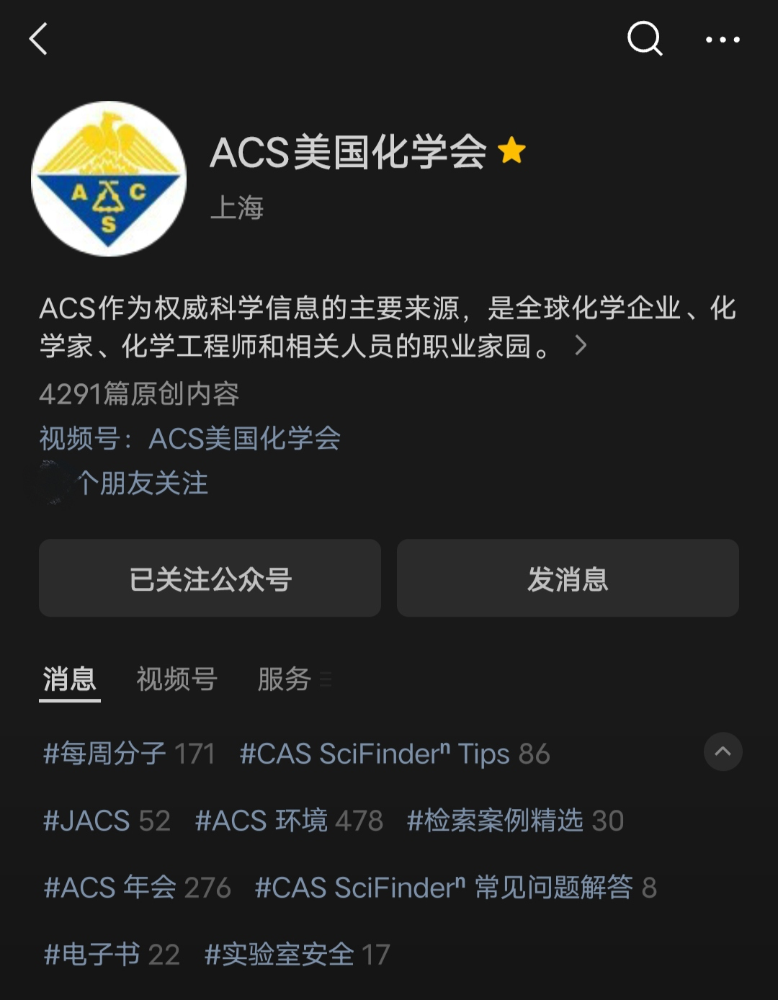 ACS美国化学会
A C
S
上海
ACS作为权威科学信息的主要来源，是全球化学企业、化
学家、化学工程师和相关人员的职业家园。
4291篇原创内容
视频号：ACS美国化学会
个朋友关注
已关注公众号 发消息
消息 视频号 服务
#每周分子 171 #CAS SciFinderⁿ Tips 86
#JACS 52 #ACS 环境 478 #检索案例精选 30
#ACS 年会 276 #CAS SciFinderⁿ 常见问题解答 8
#电子书 22 #实验室安全 17